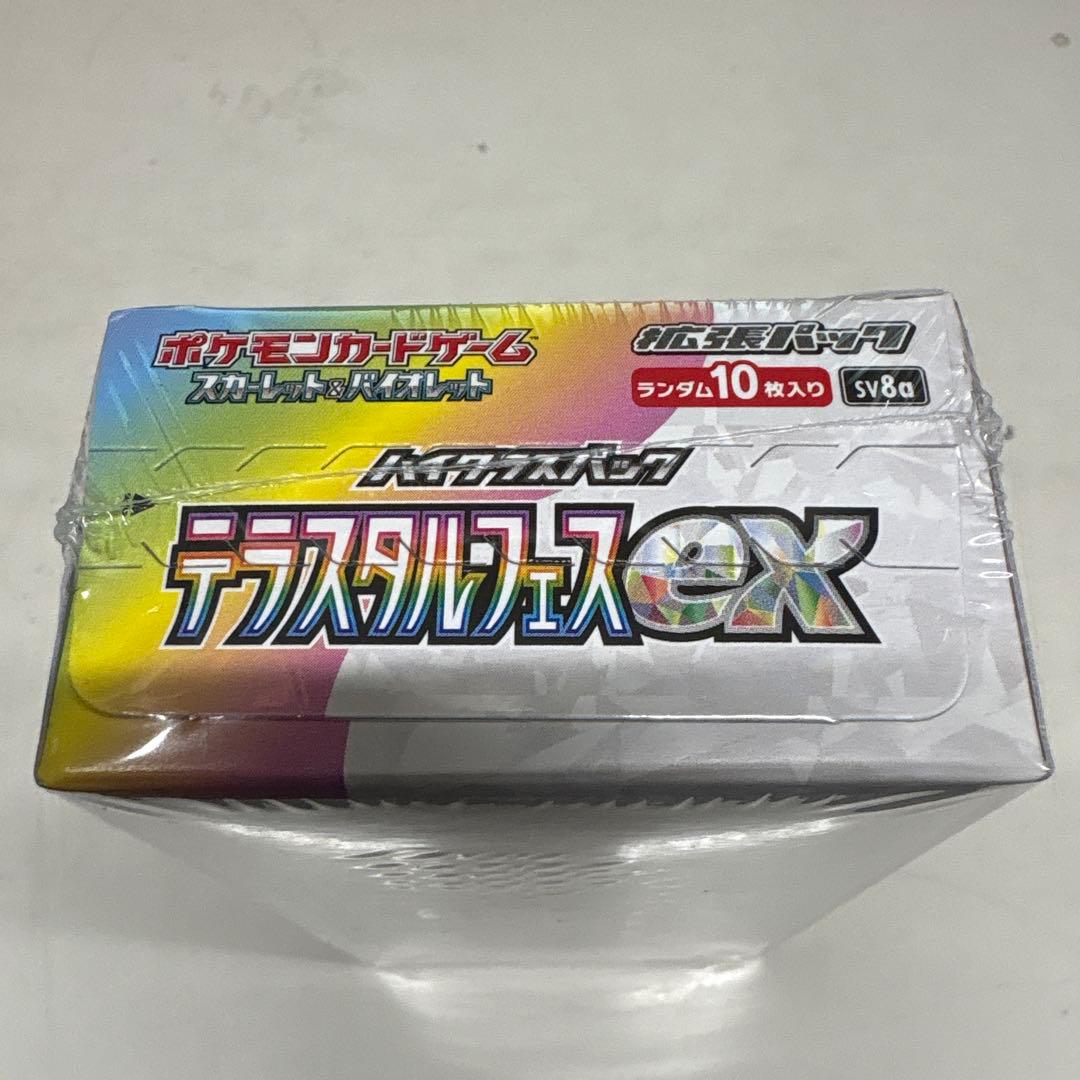 ポケモンカードゲーム™
スカーレット&バイオレット
拡張パック
ランダム10枚入り SV8a
ハイクラスパック
テラスタルフェスex